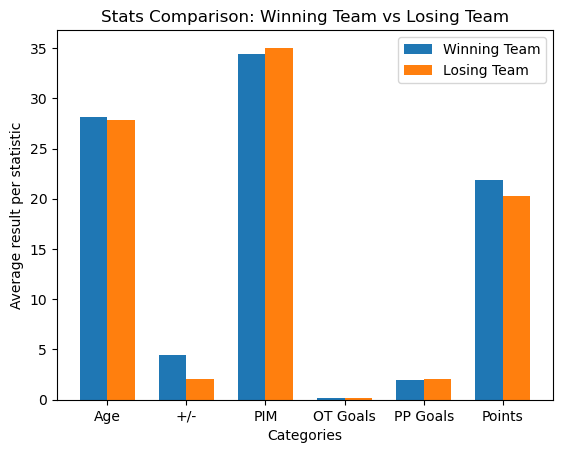 Stats Comparison: Winning Team vs Losing Team
Winning Team
Losing Team
Average result per statistic
35
30
25
20
15
10
5
0
Age +/- PIM OT Goals PP Goals Points
Categories